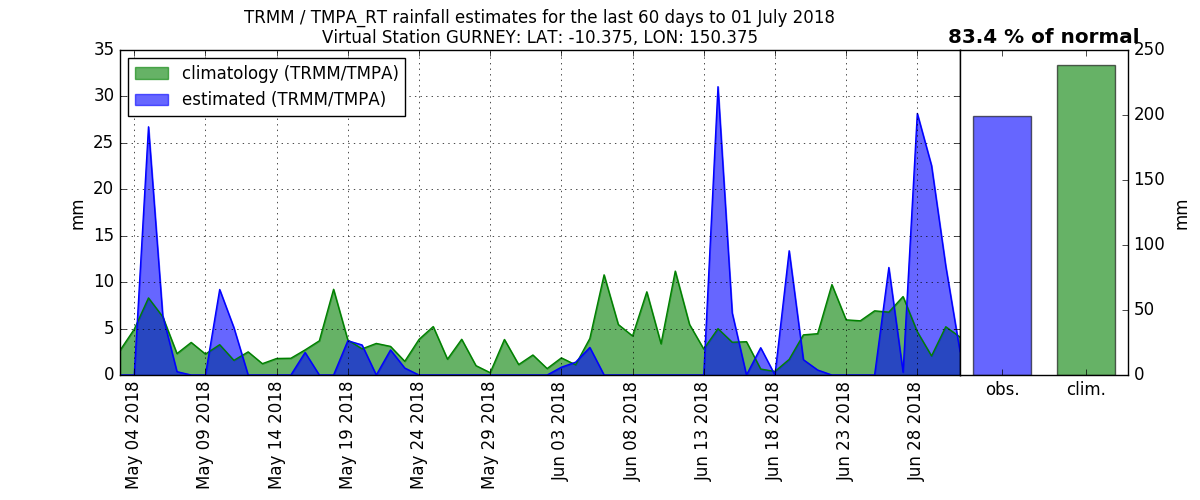 TRMM / TMPA_RT rainfall estimates for the last 60 days to 01 July 2018
Virtual Station GURNEY: LAT: -10.375, LON: 150.375
83.4 % of normal
climatology (TRMM/TMPA)
estimated (TRMM/TMPA)
35
30
25
20
15
10
5
0
mm
250
200
150
100
50
0
mm
May 04 2018
May 09 2018
May 14 2018
May 19 2018
May 24 2018
May 29 2018
Jun 03 2018
Jun 08 2018
Jun 13 2018
Jun 18 2018
Jun 23 2018
Jun 28 2018
obs.
clim.